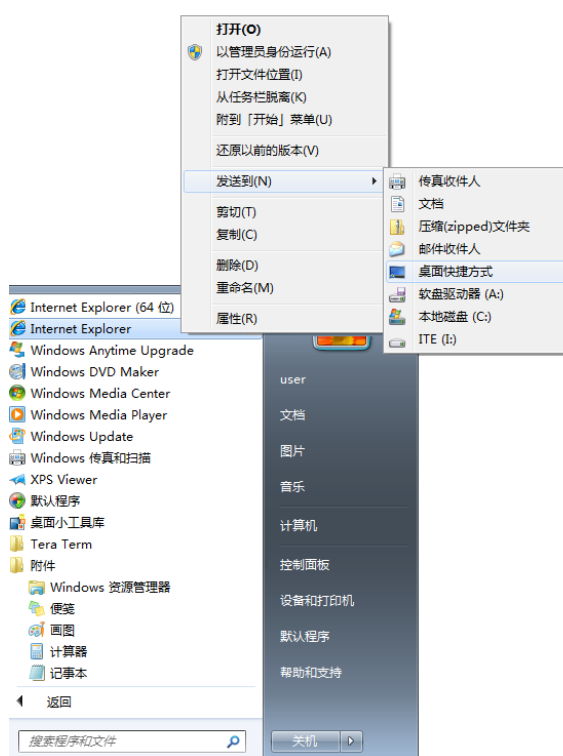 打开(O)
以管理员身份运行(A)
打开文件位置(I)
从任务栏脱离(K)
附到「开始」菜单(U)
还原以前的版本(V)
发送到(N)
剪切(T)
复制(C)
删除(D)
重命名(M)
属性(R)
传真收件人
文档
压缩(zipped)文件夹
邮件收件人
桌面快捷方式
软盘驱动器 (A:)
本地磁盘 (C:)
ITE (I:)
Internet Explorer (64 位)
Internet Explorer
Windows Anytime Upgrade
Windows DVD Maker
Windows Media Center
Windows Media Player
Windows Update
Windows 传真和扫描
XPS Viewer
默认程序
桌面小工具库
Tera Term
附件
Windows 资源管理器
便笺
画图
计算器
记事本
返回
搜索程序和文件
user
文档
图片
音乐
计算机
控制面板
设备和打印机
默认程序
帮助和支持
关机